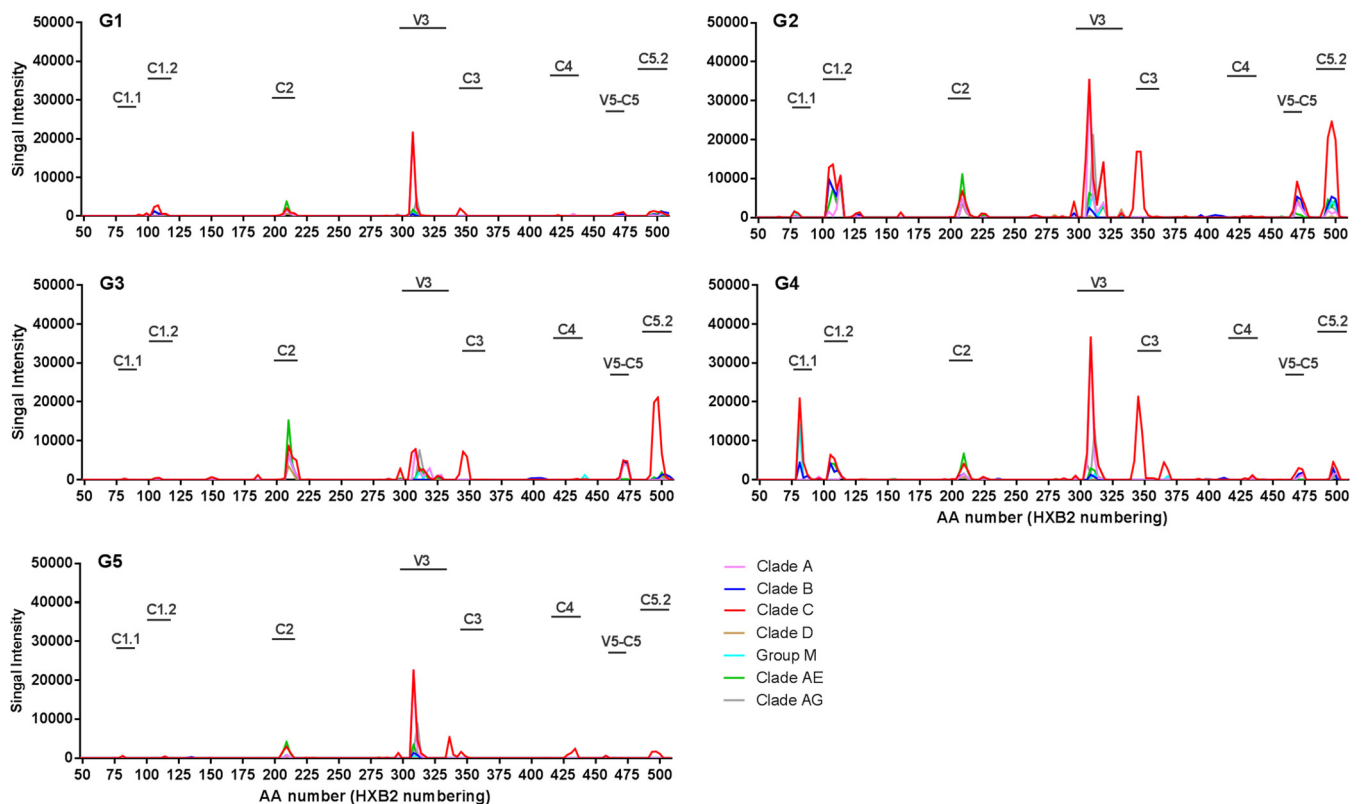 G1
V3
50000
40000
30000
20000
10000
0
Singal Intensity
C1.1
C1.2
C2
C3
C4
V5-C5
C5.2
50 75 100 125 150 175 200 225 250 275 300 325 350 375 400 425 450 475 500
G2
V3
50000
40000
30000
20000
10000
0
C1.1
C1.2
C2
C3
C4
V5-C5
C5.2
50 75 100 125 150 175 200 225 250 275 300 325 350 375 400 425 450 475 500
G3
V3
50000
40000
30000
20000
10000
0
Singal Intensity
C1.1
C1.2
C2
C3
C4
V5-C5
C5.2
50 75 100 125 150 175 200 225 250 275 300 325 350 375 400 425 450 475 500
G4
V3
50000
40000
30000
20000
10000
0
C1.1
C1.2
C2
C3
C4
V5-C5
C5.2
50 75 100 125 150 175 200 225 250 275 300 325 350 375 400 425 450 475 500
AA number (HXB2 numbering)
G5
V3
50000
40000
30000
20000
10000
0
Singal Intensity
C1.1
C1.2
C2
C3
C4
V5-C5
C5.2
50 75 100 125 150 175 200 225 250 275 300 325 350 375 400 425 450 475 500
AA number (HXB2 numbering)
Clade A
Clade B
Clade C
Clade D
Group M
Clade AE
Clade AG